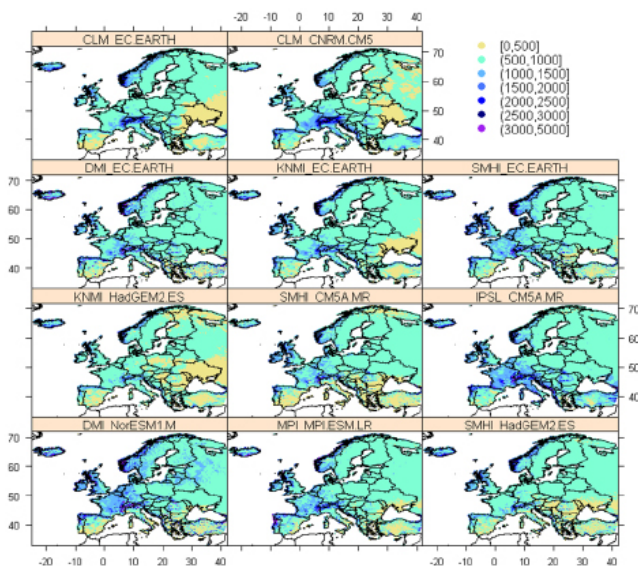 -20 0 10 20 30 40
CLM_EC.EARTH
CLM_CNRM.CM5
70
60
50
40
[0,500]
(500,1000]
(1000,1500]
(1500,2000]
(2000,2500]
(2500,3000]
(3000,5000]
DMI_EC.EARTH
KNMI_EC.EARTH
SMHI_EC.EARTH
70
60
50
40
KNMI_HadGEM2.ES
SMHI_CM5A.MR
IPSL_CM5A.MR
70
60
50
40
DMI_NorESM1.M
MPI_MPI.ESM.LR
SMHI_HadGEM2.ES
70
60
50
40
-20 0 10 20 30 40
-20 0 10 20 30 40